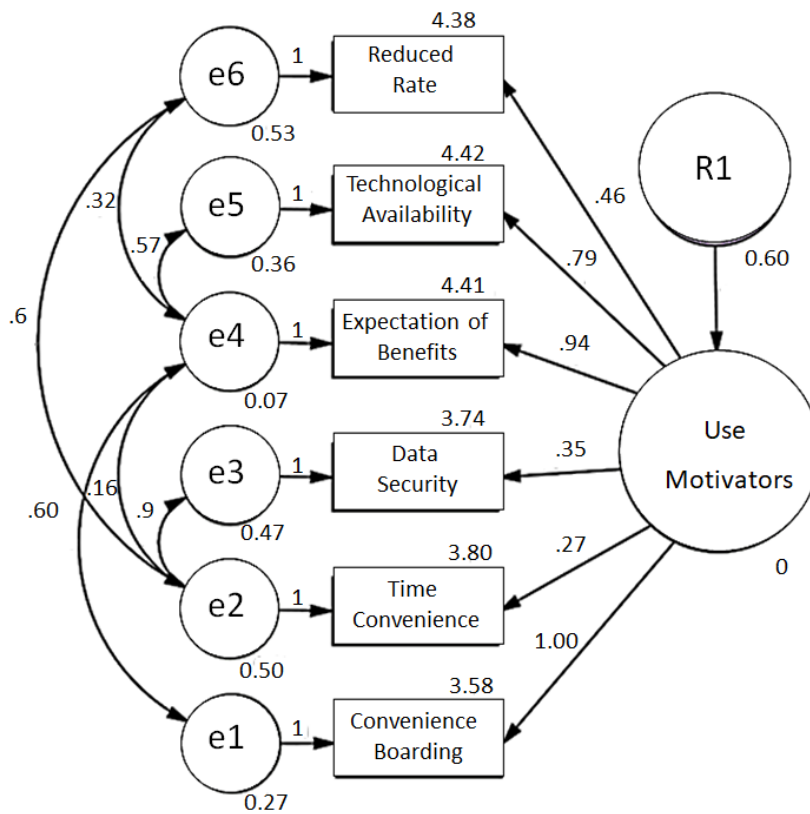 4.38
e6
1
Reduced
Rate
0.53
4.42
e5
1
Technological
Availability
0.36
4.41
e4
1
Expectation of
Benefits
0.07
3.74
e3
1
Data
Security
0.47
3.80
e2
1
Time
Convenience
0.50
3.58
e1
1
Convenience
Boarding
0.27
.32
.57
.6
.60
.16
.9
.46
.79
.94
.35
.27
1.00
R1
0.60
Use
Motivators
0